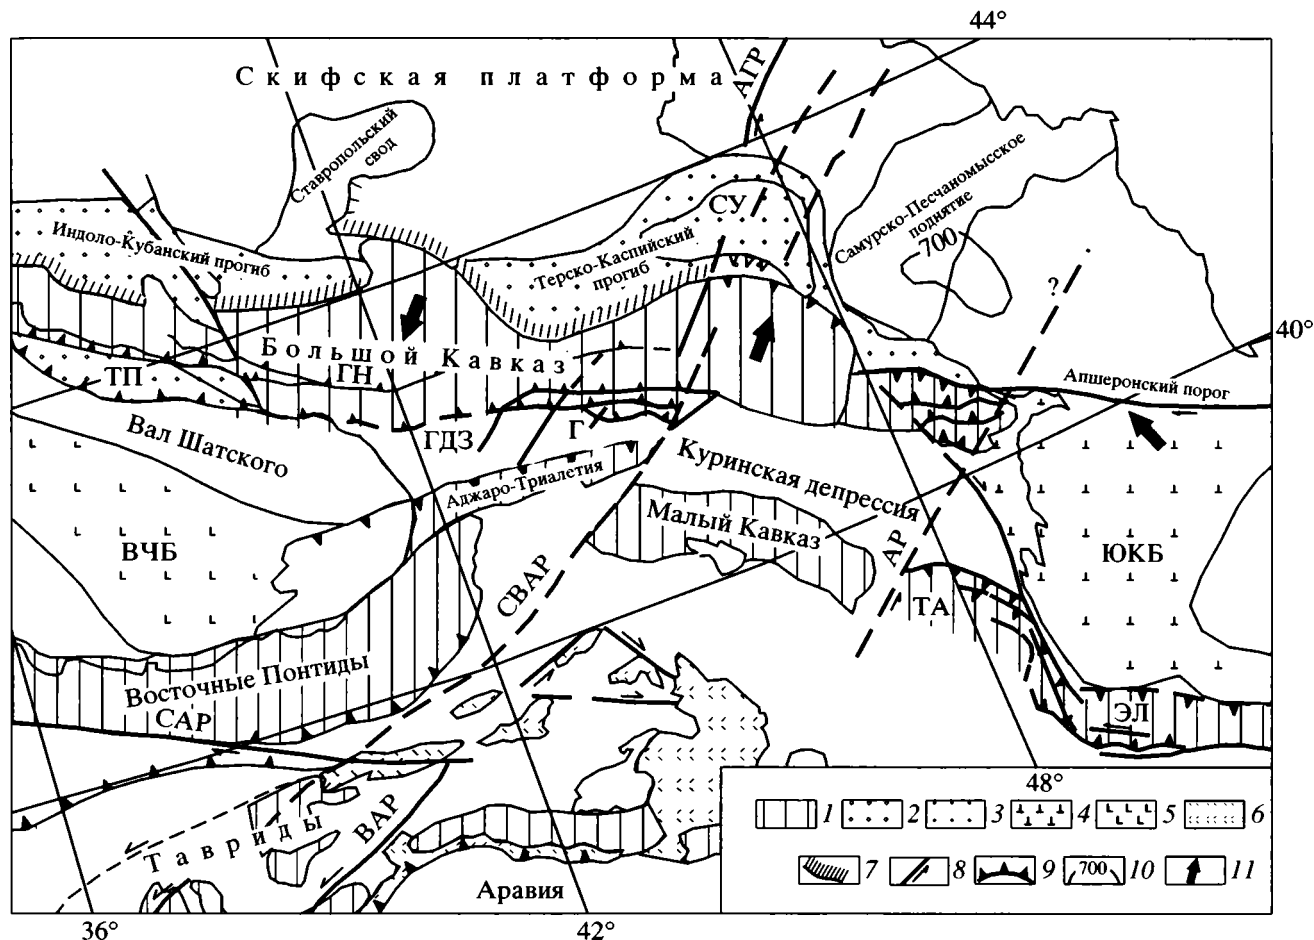 44°
Скифская платформа
АГР
Ставропольский
свод
СУ
Самурско-Песчаномысское
поднятие
700
Индоло-Кубанский прогиб
Терско-Каспийский
прогиб
?
40°
Большой Кавказ
ГН
ТП
Апшеронский порог
Вал Шатского
ГДЗ
Г
Аджаро-Триалетия
Куринская депрессия
Малый Кавказ
ВЧБ
СВАР
АР
ЮКБ
ТА
Восточные Понтиды
САР
ЭЛ
ВАР
Тавриды
Аравия
48°
1
2
3
4
5
6
7
8
9
700
10
11
36°
42°